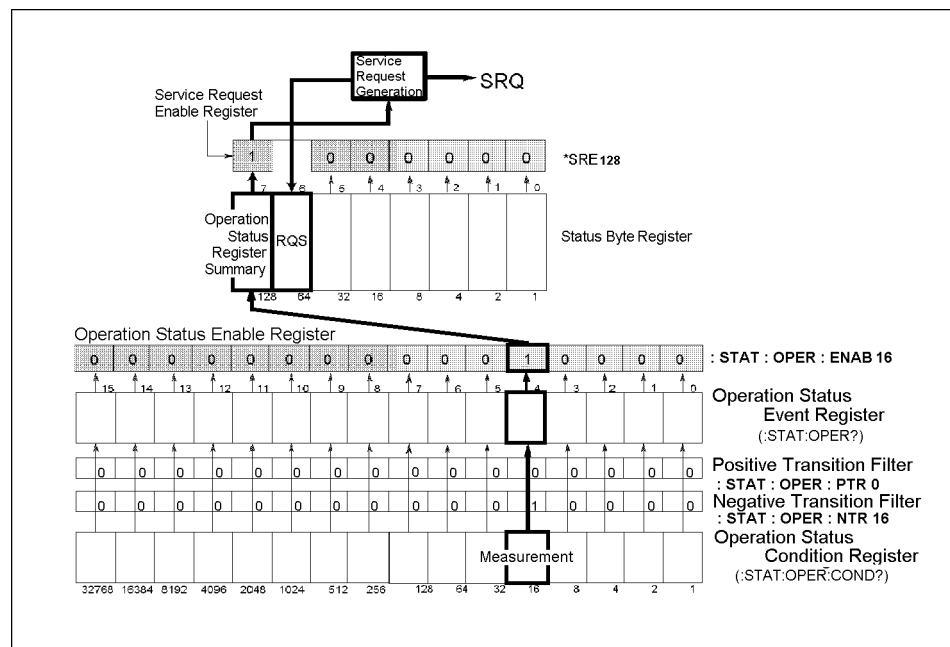 Service
Request
Generation
SRQ
Service Request
Enable Register
1 0 0 0 0 0 0
*SRE128
7 6 5 4 3 2 1 0
Operation
Status
Register
Summary
RQS
Status Byte Register
128 64 32 16 8 4 2 1
Operation Status Enable Register
0 0 0 0 0 0 0 0 0 0 0 1 0 0 0 0
: STAT : OPER : ENAB 16
15 14 13 12 11 10 9 8 7 6 5 4 3 2 1 0
Operation Status
Event Register
(:STAT:OPER?)
0 0 0 0 0 0 0 0 0 0 0 0 0 0 0 0
Positive Transition Filter
: STAT : OPER : PTR 0
0 0 0 0 0 0 0 0 0 0 0 1 0 0 0 0
Negative Transition Filter
: STAT : OPER : NTR 16
Operation Status
Condition Register
(:STAT:OPER:COND?)
Measurement
32768 16384 8192 4096 2048 1024 512 256 128 64 32 16 8 4 2 1